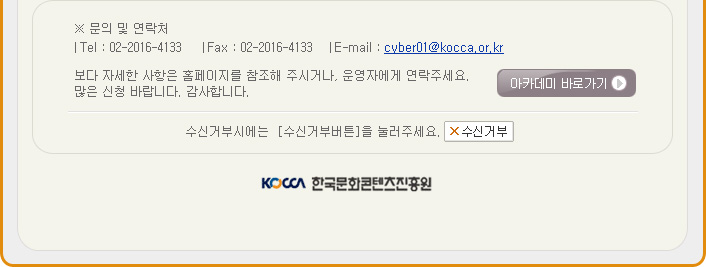 ※ 문의 및 연락처
| Tel : 02-2016-4133 | Fax : 02-2016-4133 | E-mail : cyber01@kocca.or.kr
보다 자세한 사항은 홈페이지를 참조해 주시거나, 운영자에게 연락주세요.
많은 신청 바랍니다. 감사합니다.
아카데미 바로가기
수신거부시에는 [수신거부버튼]을 눌러주세요. ×수신거부
KOCCA 한국문화콘텐츠진흥원